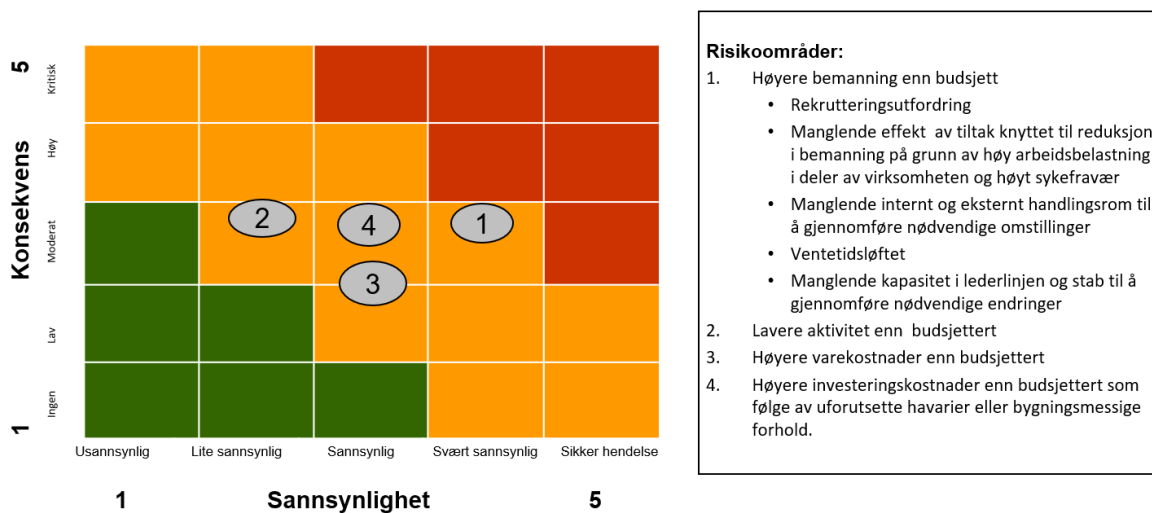 5
Konsekvens
1
Kritisk
Høy
Moderat
Lav
Ingen
2
4
1
3
Usannsynlig
Lite sannsynlig
Sannsynlig
Svært sannsynlig
Sikker hendelse
1
Sannsynlighet
5
Risikoområder:
1. Høyere bemanning enn budsjett
• Rekrutteringsutfordring
• Manglende effekt av tiltak knyttet til reduksjon
i bemanning på grunn av høy arbeidsbelastning
i deler av virksomheten og høyt sykefravær
• Manglende internt og eksternt handlingsrom til
å gjennomføre nødvendige omstillinger
• Ventetidsløftet
• Manglende kapasitet i lederlinjen og stab til å
gjennomføre nødvendige endringer
2. Lavere aktivitet enn budsjettert
3. Høyere varekostnader enn budsjettert
4. Høyere investeringskostnader enn budsjettert som
følge av uforutsette havarier eller bygningsmessige
forhold.